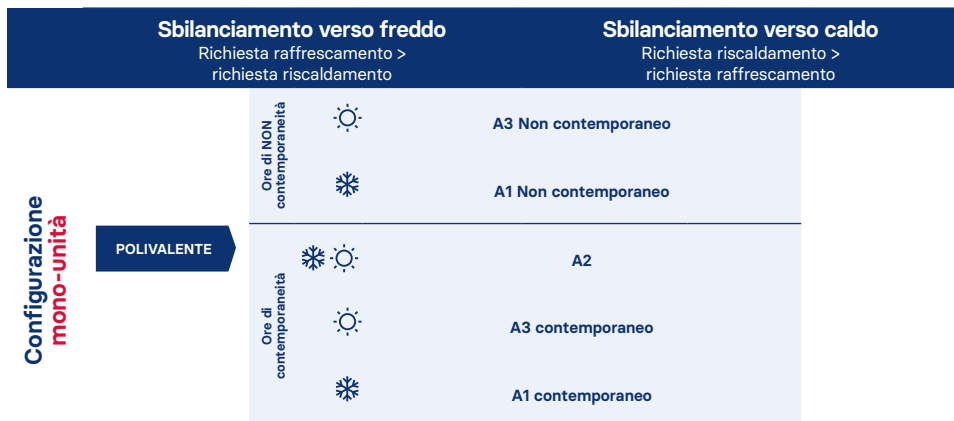 Sbilanciamento verso freddo
Richiesta raffrescamento >
richiesta riscaldamento
Sbilanciamento verso caldo
Richiesta riscaldamento >
richiesta raffrescamento
Configurazione
mono-unità
POLIVALENTE
Ore di NON
contemporaneità
A3 Non contemporaneo
A1 Non contemporaneo
Ore di
contemporaneità
A2
A3 contemporaneo
A1 contemporaneo